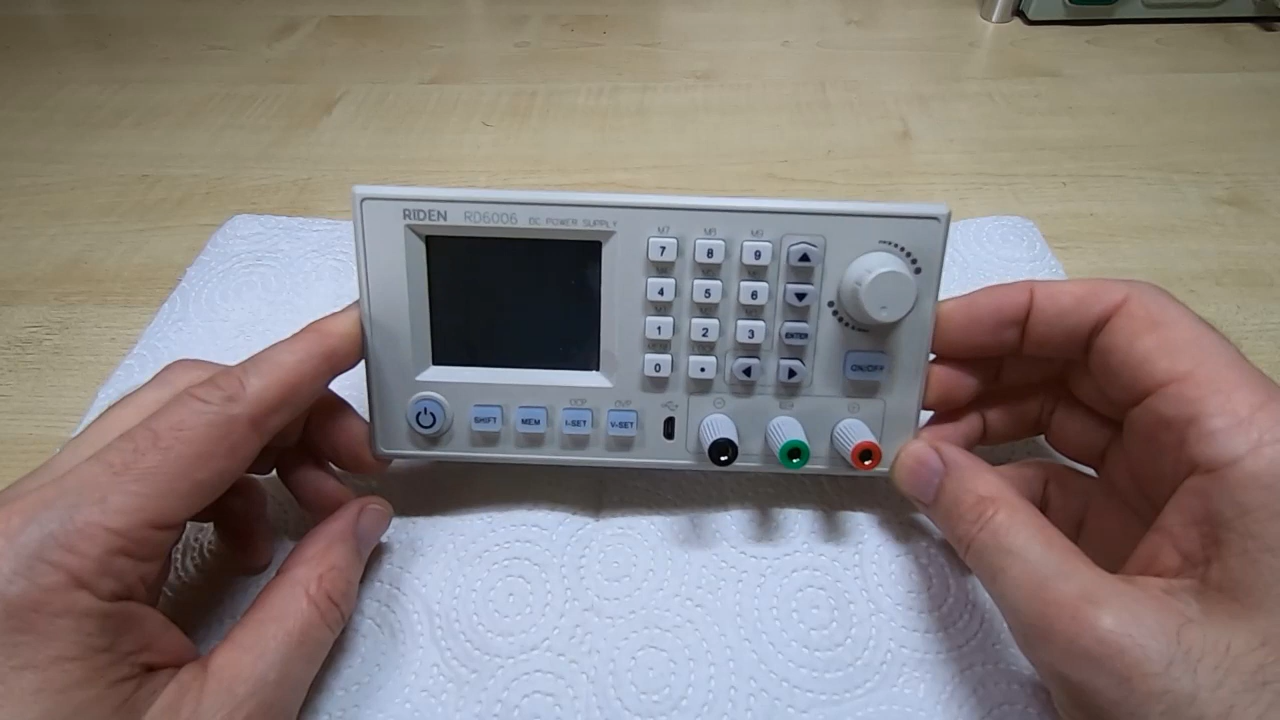 RIDEN RD6006 DC POWER SUPPLY
M7 M8 M9
7 8 9
4 5 6
1 2 3 ENTER
0 .
ON/OFF
OCP OVP
SHIFT MEM I-SET V-SET